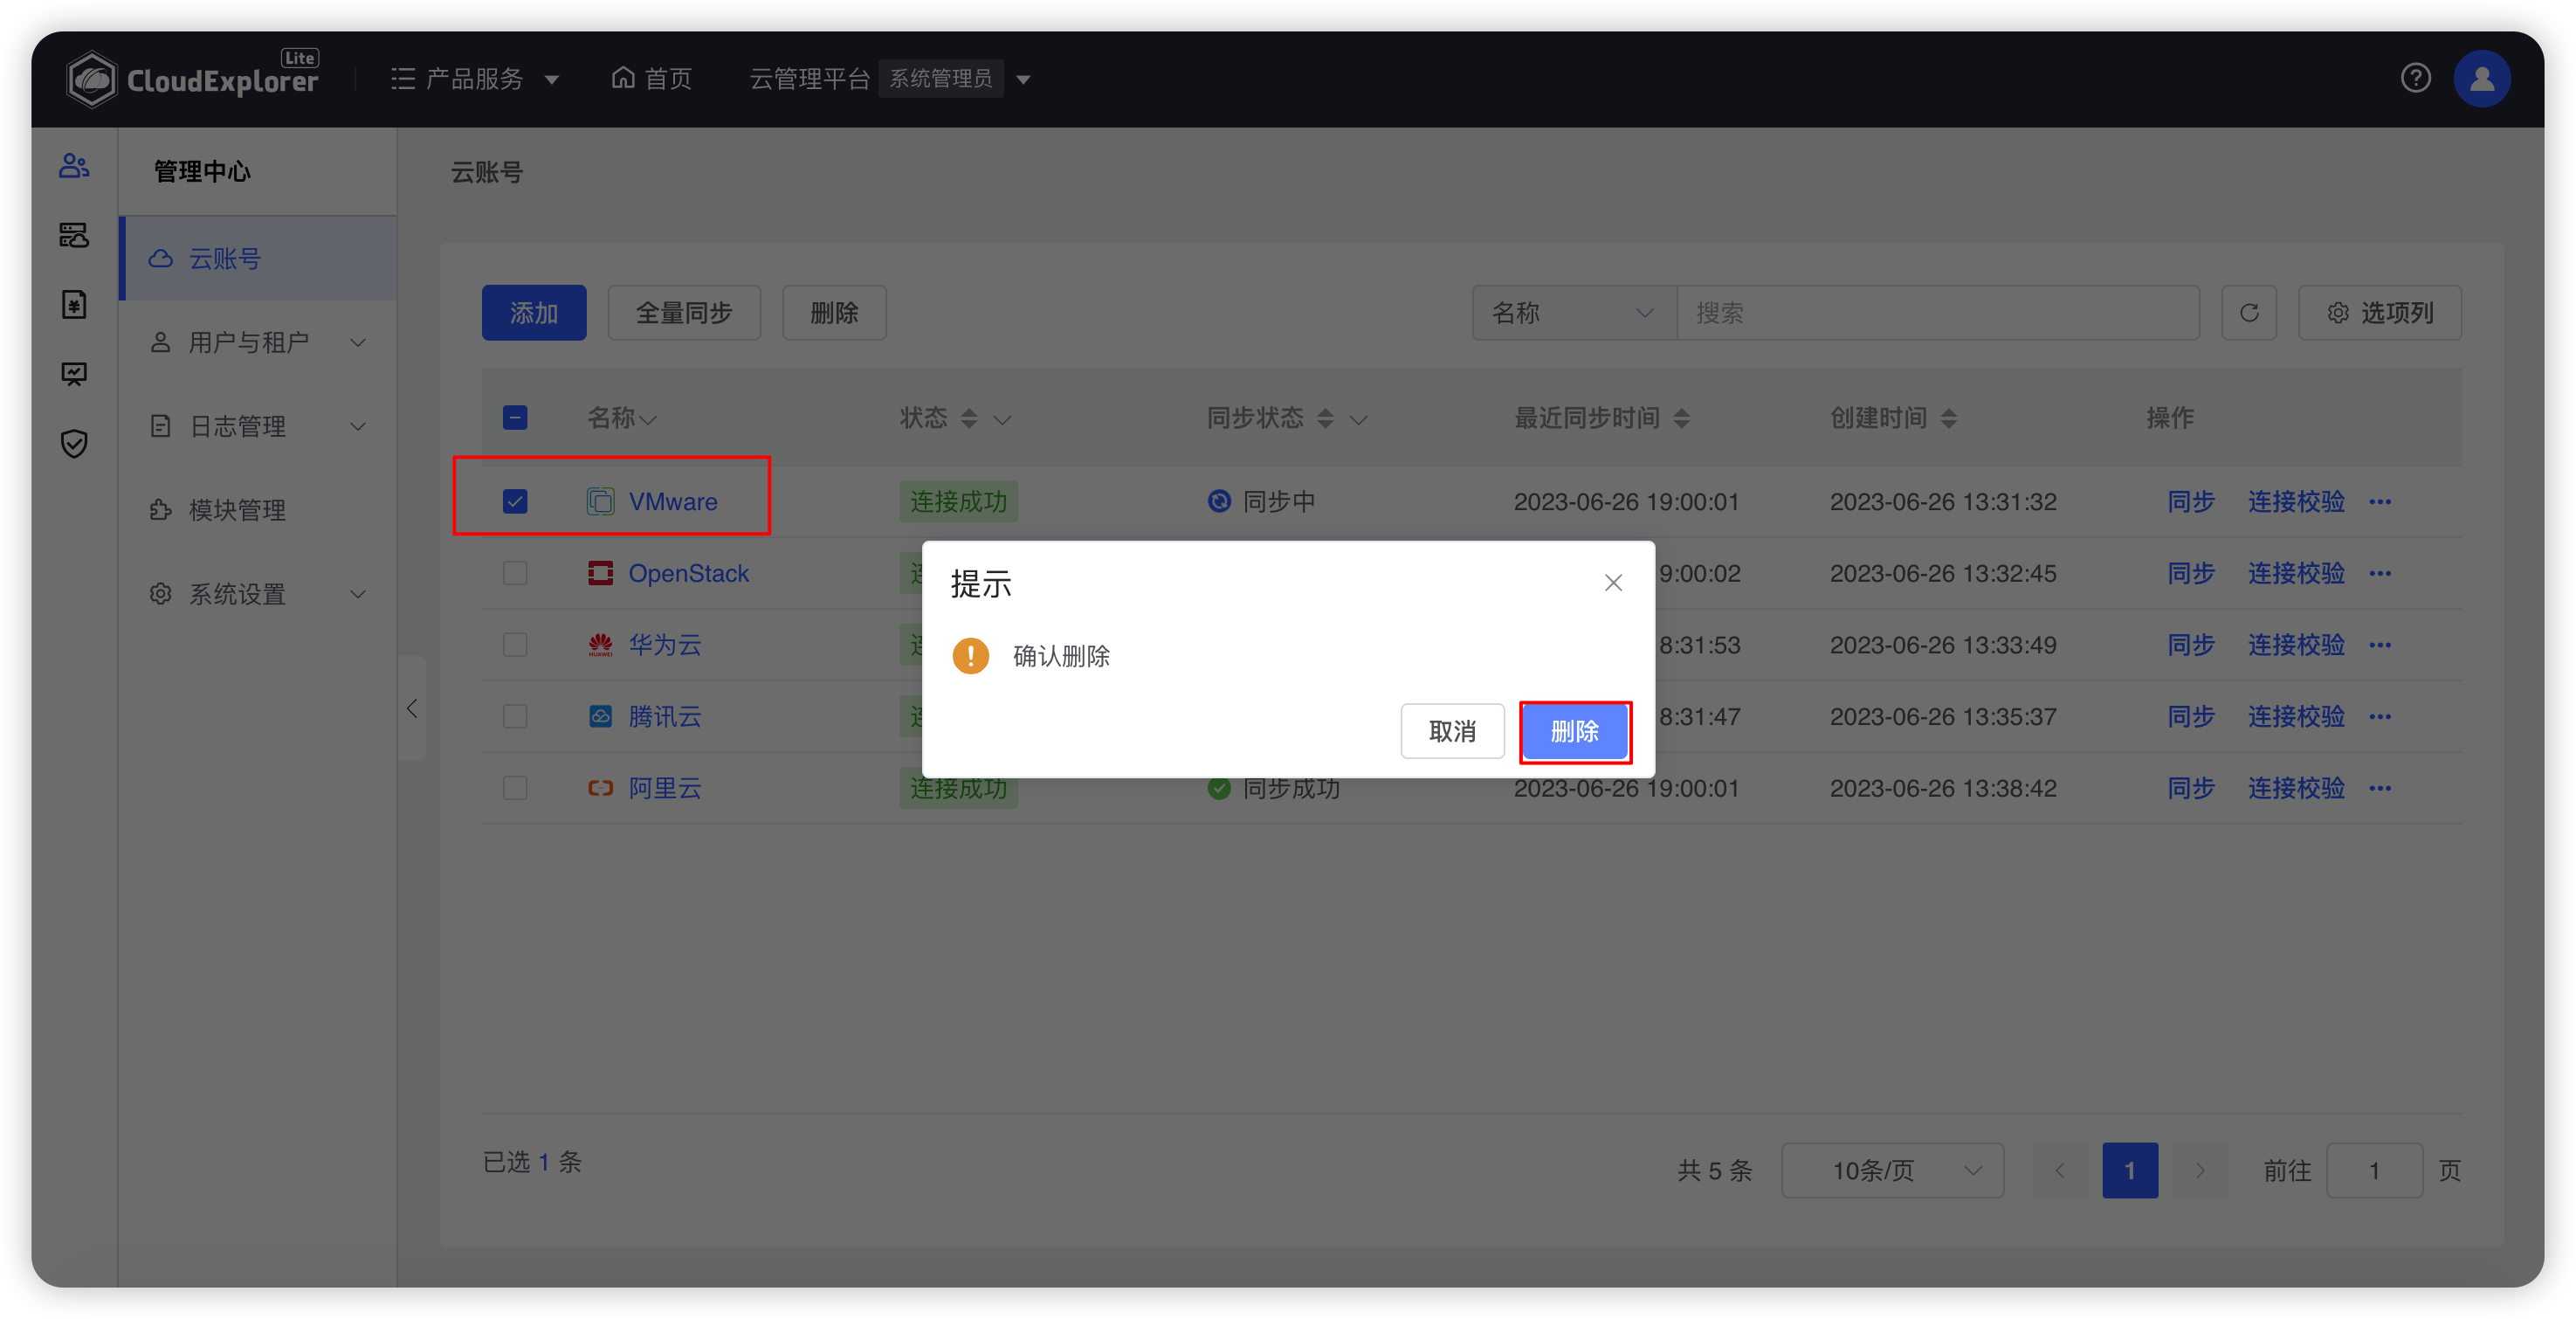 CloudExplorer Lite
产品服务
首页
云管理平台 系统管理员
管理中心
云账号
用户与租户
日志管理
模块管理
系统设置
云账号
添加 全量同步 删除 名称 搜索 选项列
名称 状态 同步状态 最近同步时间 创建时间 操作
VMware 连接成功 同步中 2023-06-26 19:00:01 2023-06-26 13:31:32 同步 连接校验
OpenStack 连 9:00:02 2023-06-26 13:32:45 同步 连接校验
HUAWEI 华为云 连 8:31:53 2023-06-26 13:33:49 同步 连接校验
腾讯云 连 8:31:47 2023-06-26 13:35:37 同步 连接校验
阿里云 连接成功 同步成功 2023-06-26 19:00:01 2023-06-26 13:38:42 同步 连接校验
提示
确认删除
取消 删除
已选 1 条 共 5 条 10条/页 1 前往 1 页